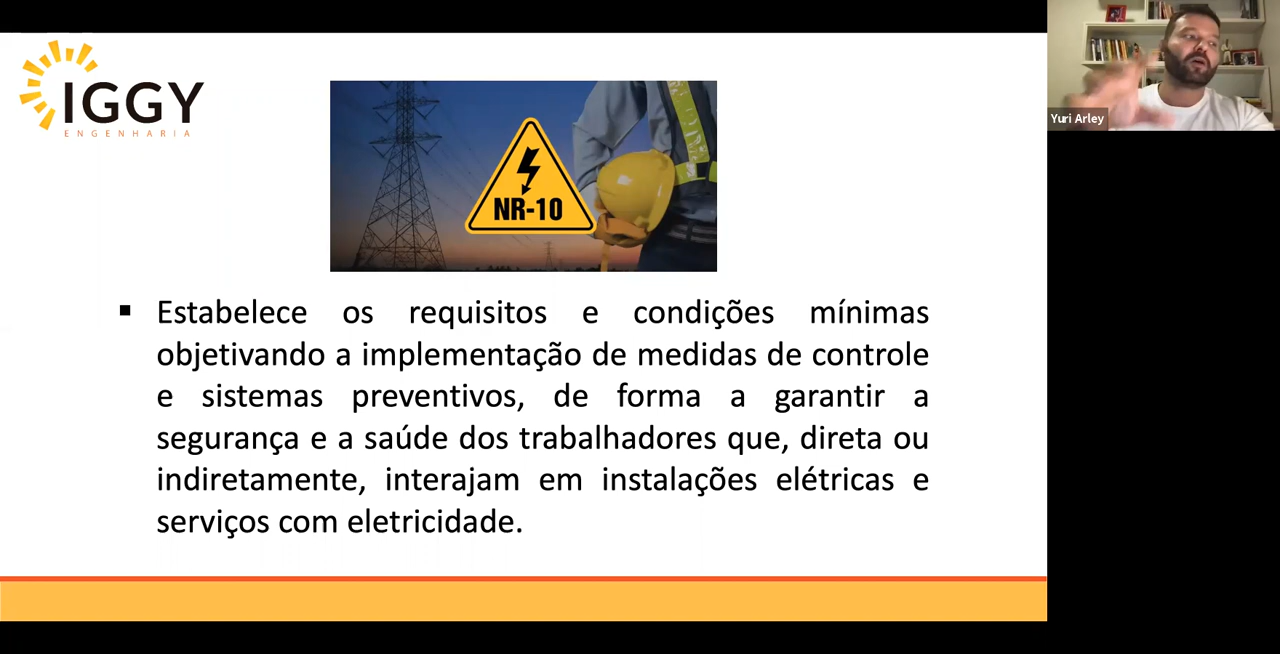 IGGY
ENGENHARIA
NR-10
Estabelece os requisitos e condições mínimas
objetivando a implementação de medidas de controle
e sistemas preventivos, de forma a garantir a
segurança e a saúde dos trabalhadores que, direta ou
indiretamente, interajam em instalações elétricas e
serviços com eletricidade.
Yuri Arley